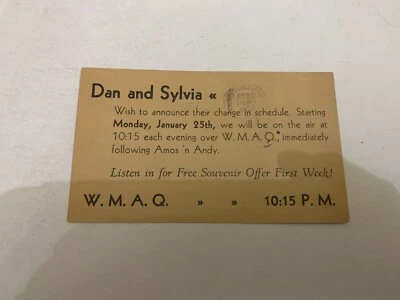 Dan and Sylvia «
Wish to announce their change in schedule. Starting
Monday, January 25th, we will be on the air at
10:15 each evening over W. M. A. Q., immediately
following Amos 'n Andy.
Listen in for Free Souvenir Offer First Week!
W. M. A. Q. » » 10:15 P. M.